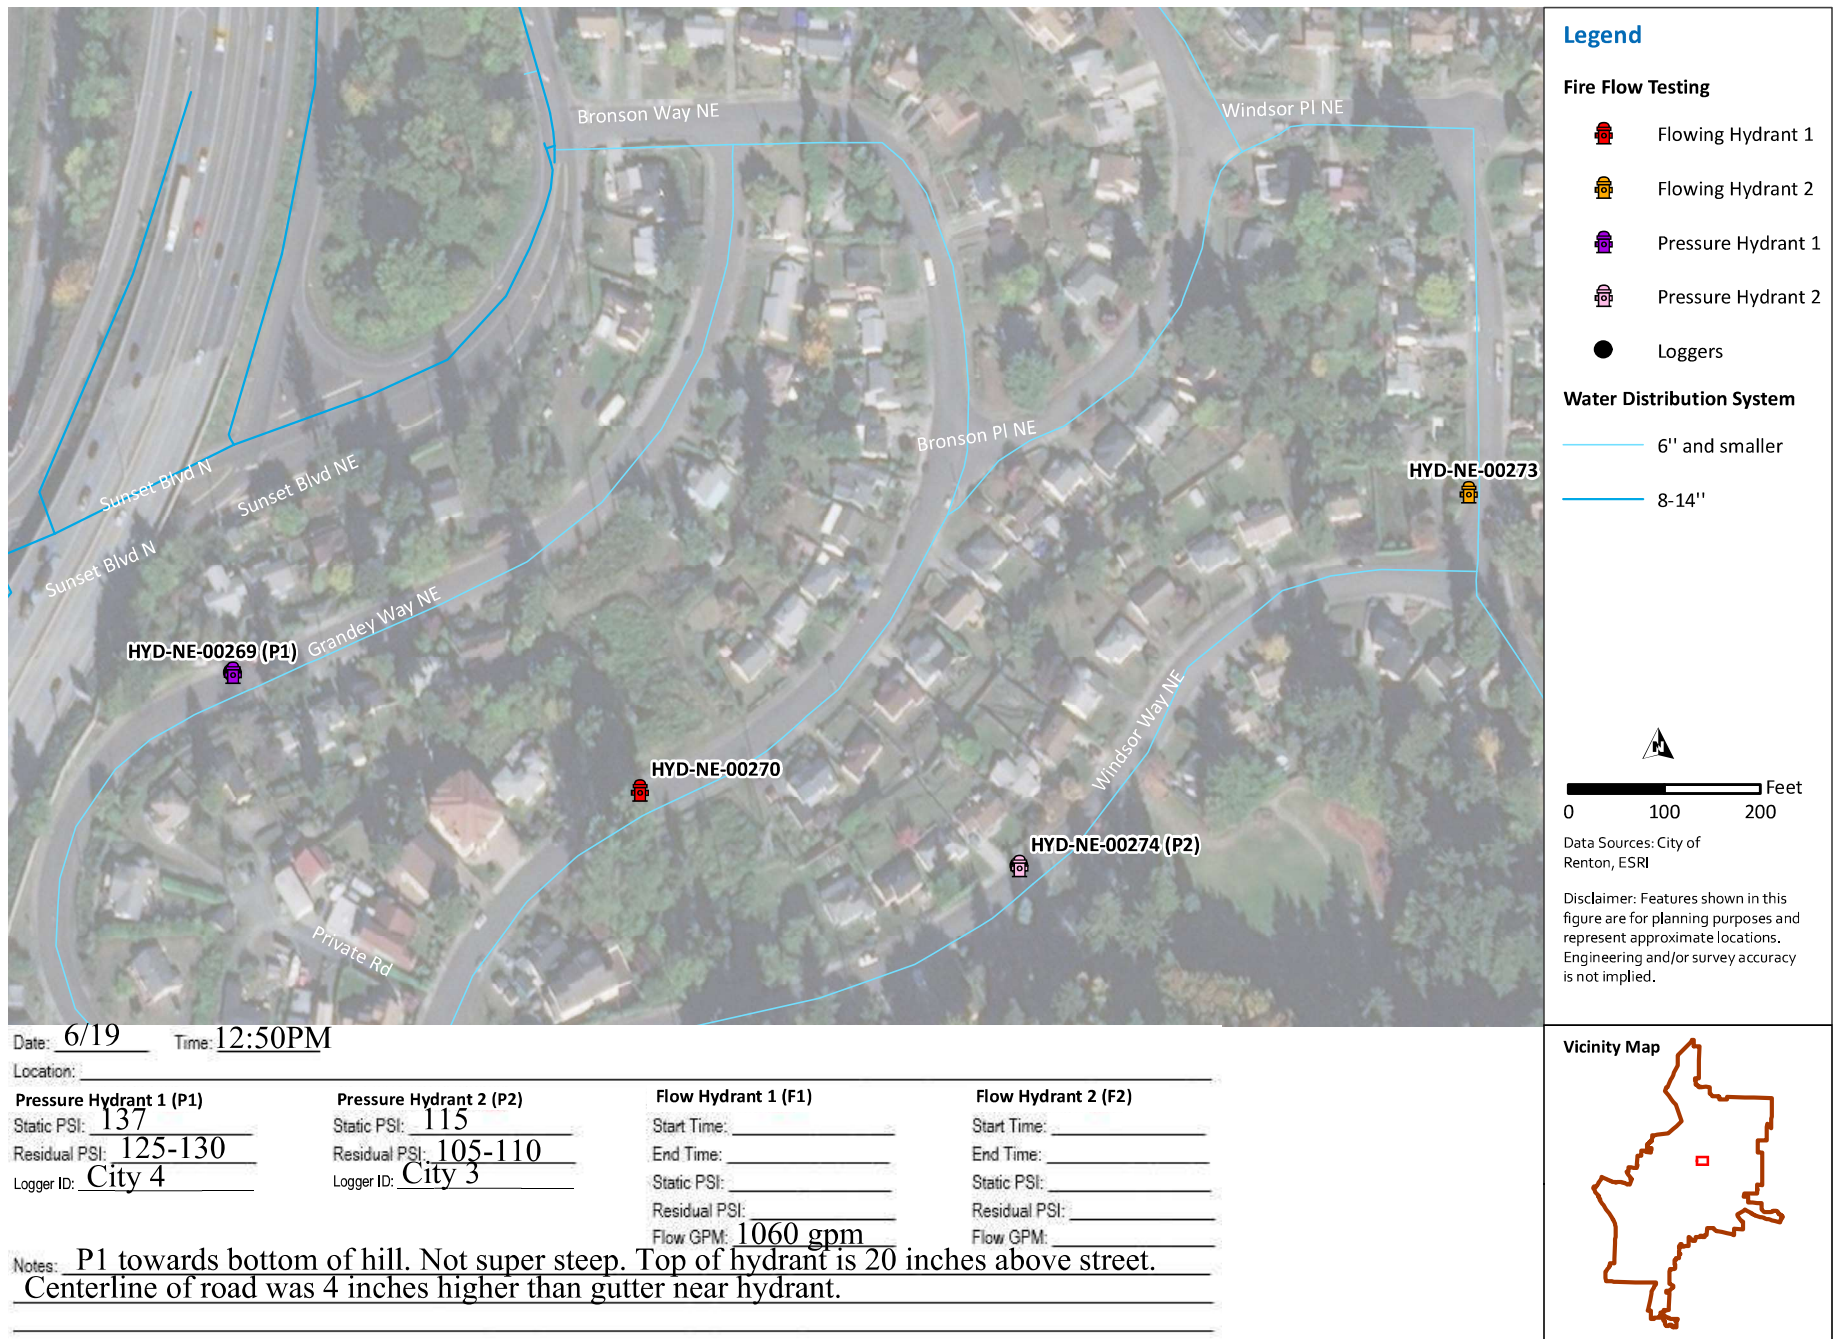 Bronson Way NE
Windsor Pl NE
Bronson Pl NE
HYD-NE-00273
Sunset Blvd N
Sunset Blvd NE
Sunset Blvd N
Grandey Way NE
HYD-NE-00269 (P1)
HYD-NE-00270
Windsor Way NE
HYD-NE-00274 (P2)
Private Rd
Legend
Fire Flow Testing
Flowing Hydrant 1
Flowing Hydrant 2
Pressure Hydrant 1
Pressure Hydrant 2
Loggers
Water Distribution System
6'' and smaller
8-14''
N
Feet
0 100 200
Data Sources: City of
Renton, ESRI
Disclaimer: Features shown in this
figure are for planning purposes and
represent approximate locations.
Engineering and/or survey accuracy
is not implied.
Vicinity Map
Date: 6/19 Time: 12:50PM
Location:
Pressure Hydrant 1 (P1)
Static PSI: 137
Residual PSI: 125-130
Logger ID: City 4
Pressure Hydrant 2 (P2)
Static PSI: 115
Residual PSI: 105-110
Logger ID: City 3
Flow Hydrant 1 (F1)
Start Time:
End Time:
Static PSI:
Residual PSI:
Flow GPM: 1060 gpm
Flow Hydrant 2 (F2)
Start Time:
End Time:
Static PSI:
Residual PSI:
Flow GPM:
Notes: P1 towards bottom of hill. Not super steep. Top of hydrant is 20 inches above street.
Centerline of road was 4 inches higher than gutter near hydrant.